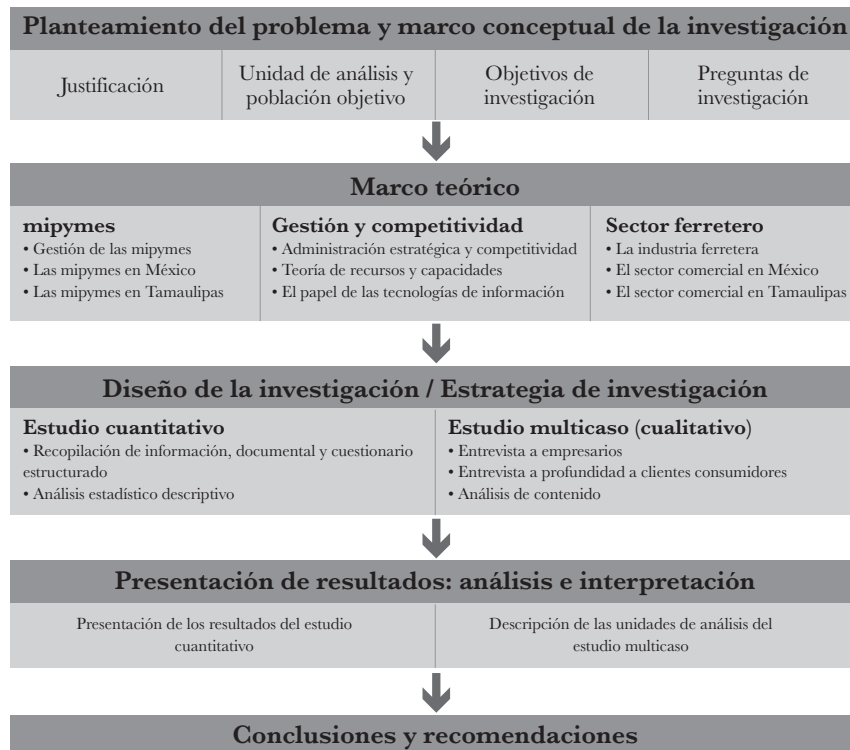 Planteamiento del problema y marco conceptual de la investigación
Justificación
Unidad de análisis y
población objetivo
Objetivos de
investigación
Preguntas de
investigación
Marco teórico
mipymes
• Gestión de las mipymes
• Las mipymes en México
• Las mipymes en Tamaulipas
Gestión y competitividad
• Administración estratégica y competitividad
• Teoría de recursos y capacidades
• El papel de las tecnologías de información
Sector ferretero
• La industria ferretera
• El sector comercial en México
• El sector comercial en Tamaulipas
Diseño de la investigación / Estrategia de investigación
Estudio cuantitativo
• Recopilación de información, documental y cuestionario
estructurado
• Análisis estadístico descriptivo
Estudio multicaso (cualitativo)
• Entrevista a empresarios
• Entrevista a profundidad a clientes consumidores
• Análisis de contenido
Presentación de resultados: análisis e interpretación
Presentación de los resultados del estudio
cuantitativo
Descripción de las unidades de análisis del
estudio multicaso
Conclusiones y recomendaciones